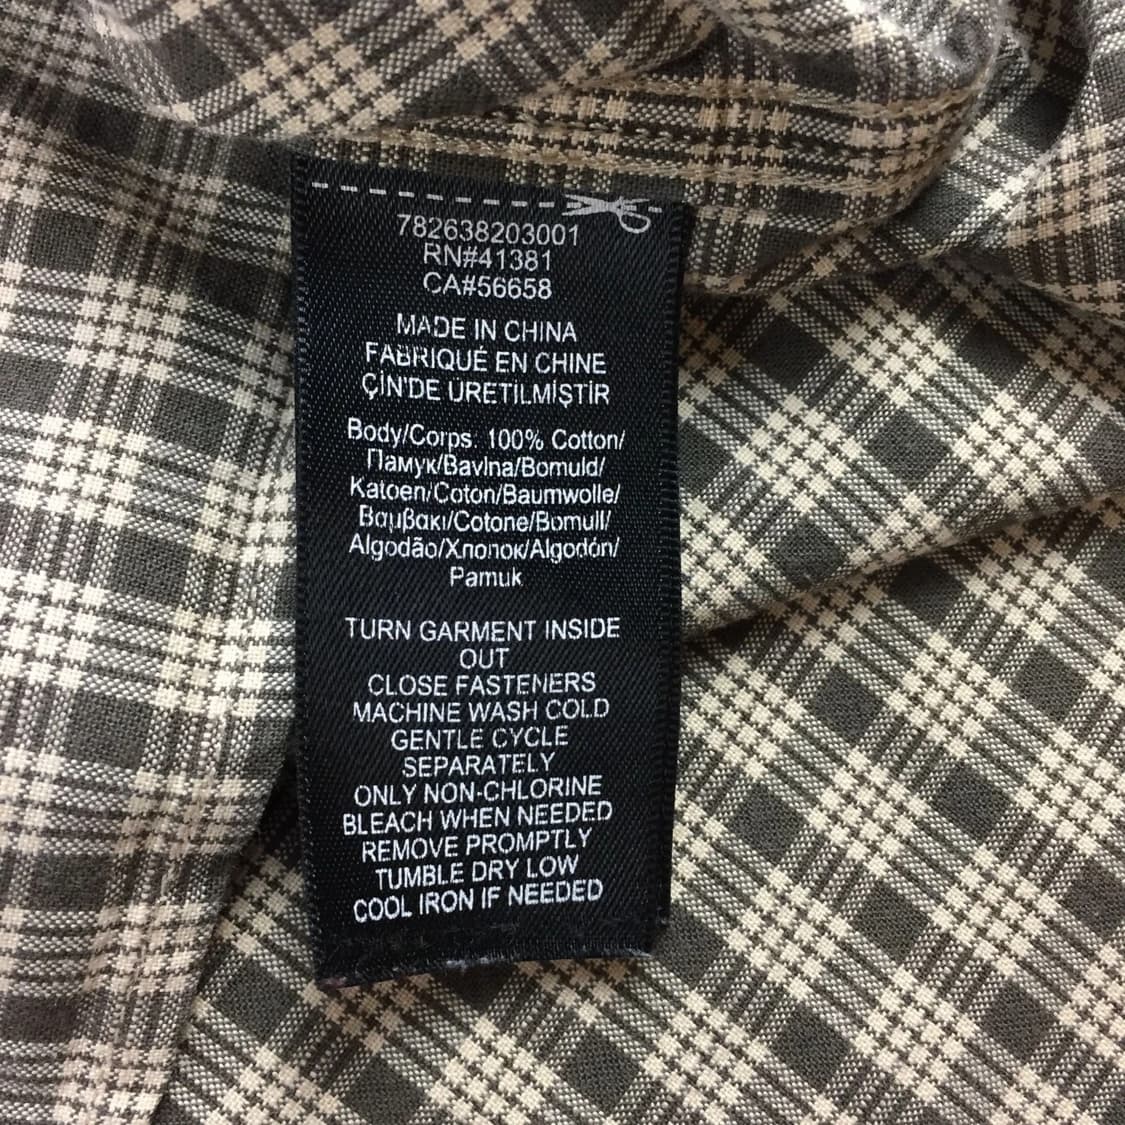 782638203001
RN#41381
CA#56658
MADE IN CHINA
FABRIQUÉ EN CHINE
ÇİN'DE ÜRETILMİŞTİR
Body/Corps: 100% Cotton/
Памук/Bavlna/Bomuld/
Katoen/Coton/Baumwolle/
Βαμβακι/Cotone/Bomull/
Algodão/Хлопок/Algodón/
Pamuk
TURN GARMENT INSIDE
OUT
CLOSE FASTENERS
MACHINE WASH COLD
GENTLE CYCLE
SEPARATELY
ONLY NON-CHLORINE
BLEACH WHEN NEEDED
REMOVE PROMPTLY
TUMBLE DRY LOW
COOL IRON IF NEEDED